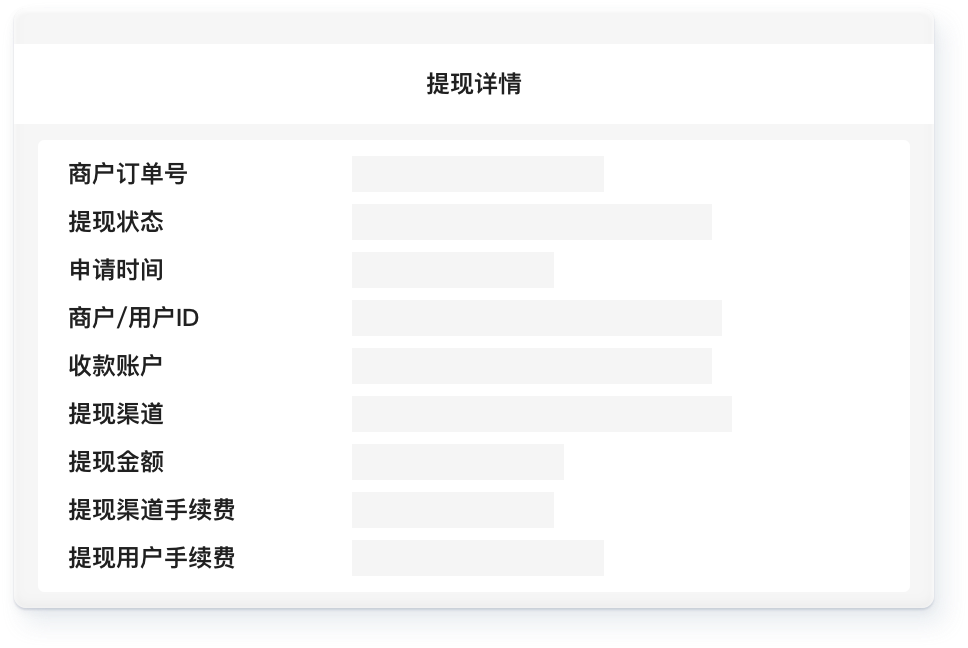 提现详情
商户订单号
提现状态
申请时间
商户/用户ID
收款账户
提现渠道
提现金额
提现渠道手续费
提现用户手续费